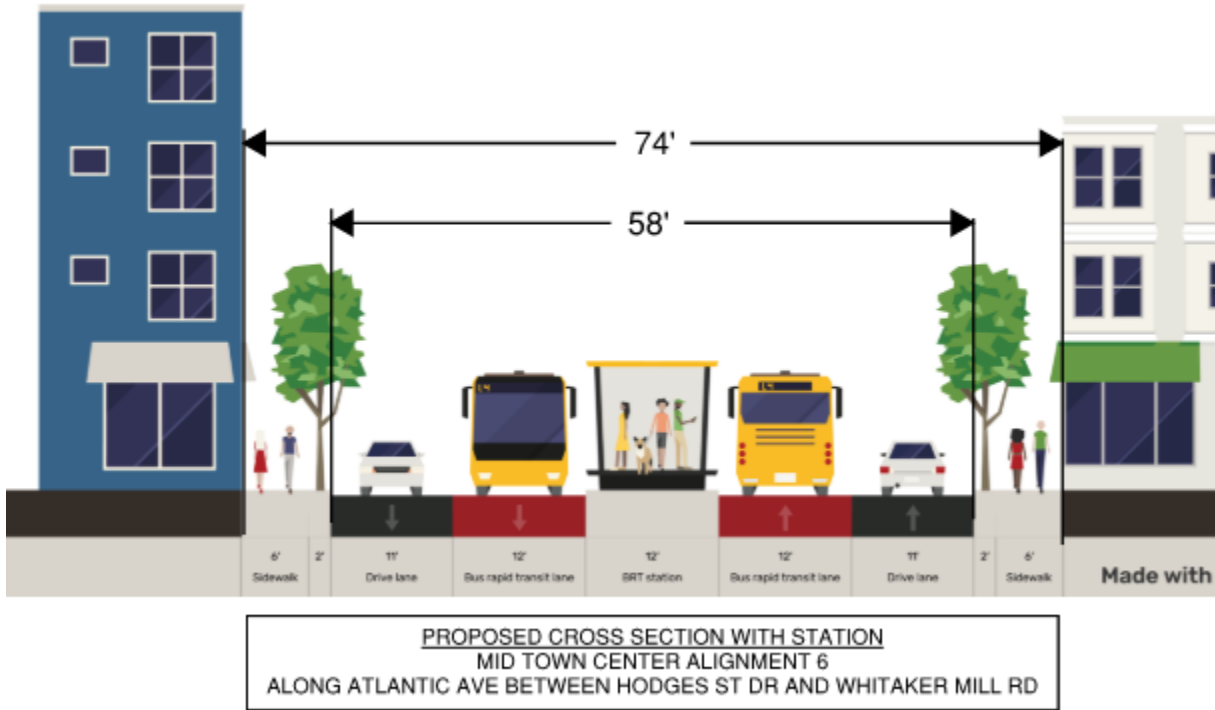 74'
58'
6' 2' 11' 12' 12' 12' 11' 2' 6'
Sidewalk Drive lane Bus rapid transit lane BRT station Bus rapid transit lane Drive lane Sidewalk
Made with
PROPOSED CROSS SECTION WITH STATION
MID TOWN CENTER ALIGNMENT 6
ALONG ATLANTIC AVE BETWEEN HODGES ST DR AND WHITAKER MILL RD